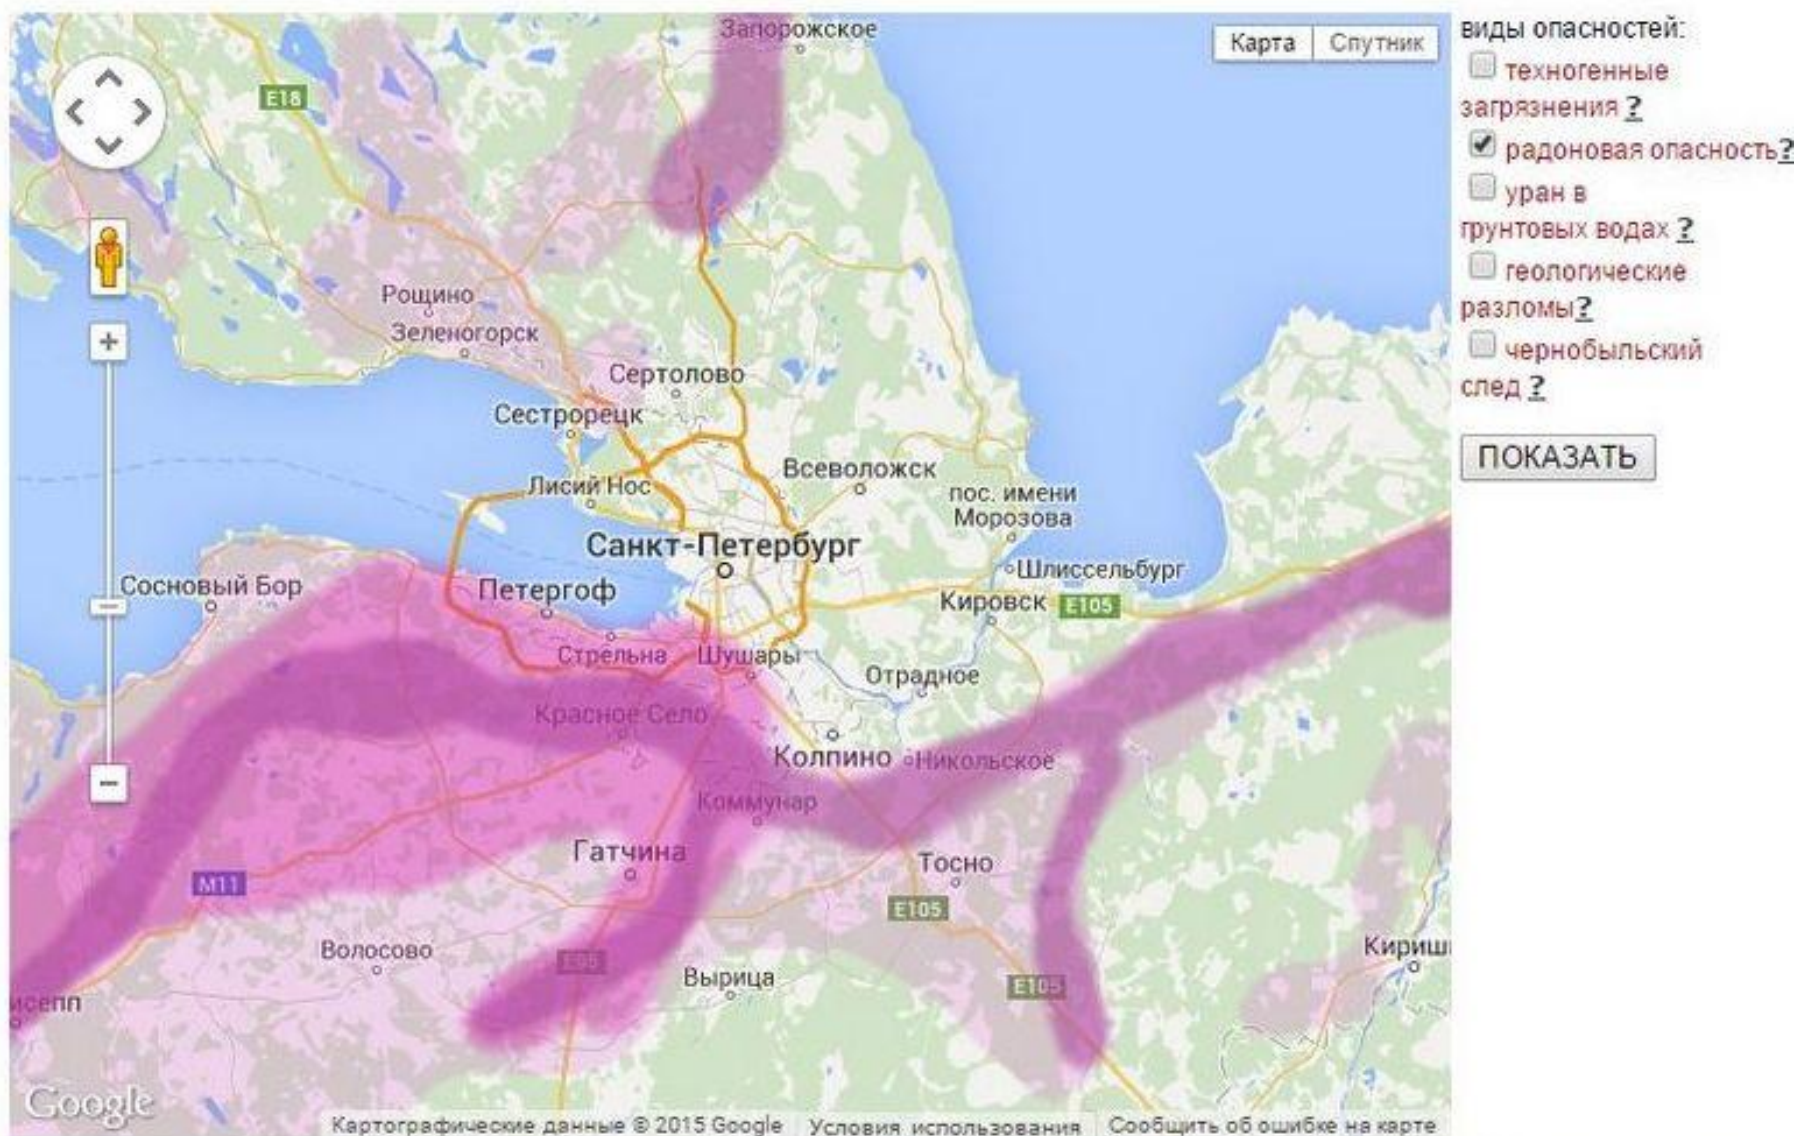 Запорожское
Карта
Спутник
E18
Рощино
Зеленогорск
Сертолово
Сестрорецк
Всеволожск
Лисий Нос
пос. имени
Морозова
Санкт-Петербург
Шлиссельбург
Сосновый Бор
Петергоф
Кировск
E105
Стрельна
Шушары
Отрадное
Красное Село
Колпино
Никольское
Коммунар
Гатчина
Тосно
M11
E105
Волосово
E95
Вырица
E105
Кириш
исепп
Google
Картографические данные © 2015 Google
Условия использования
Сообщить об ошибке на карте
виды опасностей:
техногенные
загрязнения ?
радоновая опасность?
уран в
грунтовых водах ?
геологические
разломы?
чернобыльский
след ?
ПОКАЗАТЬ